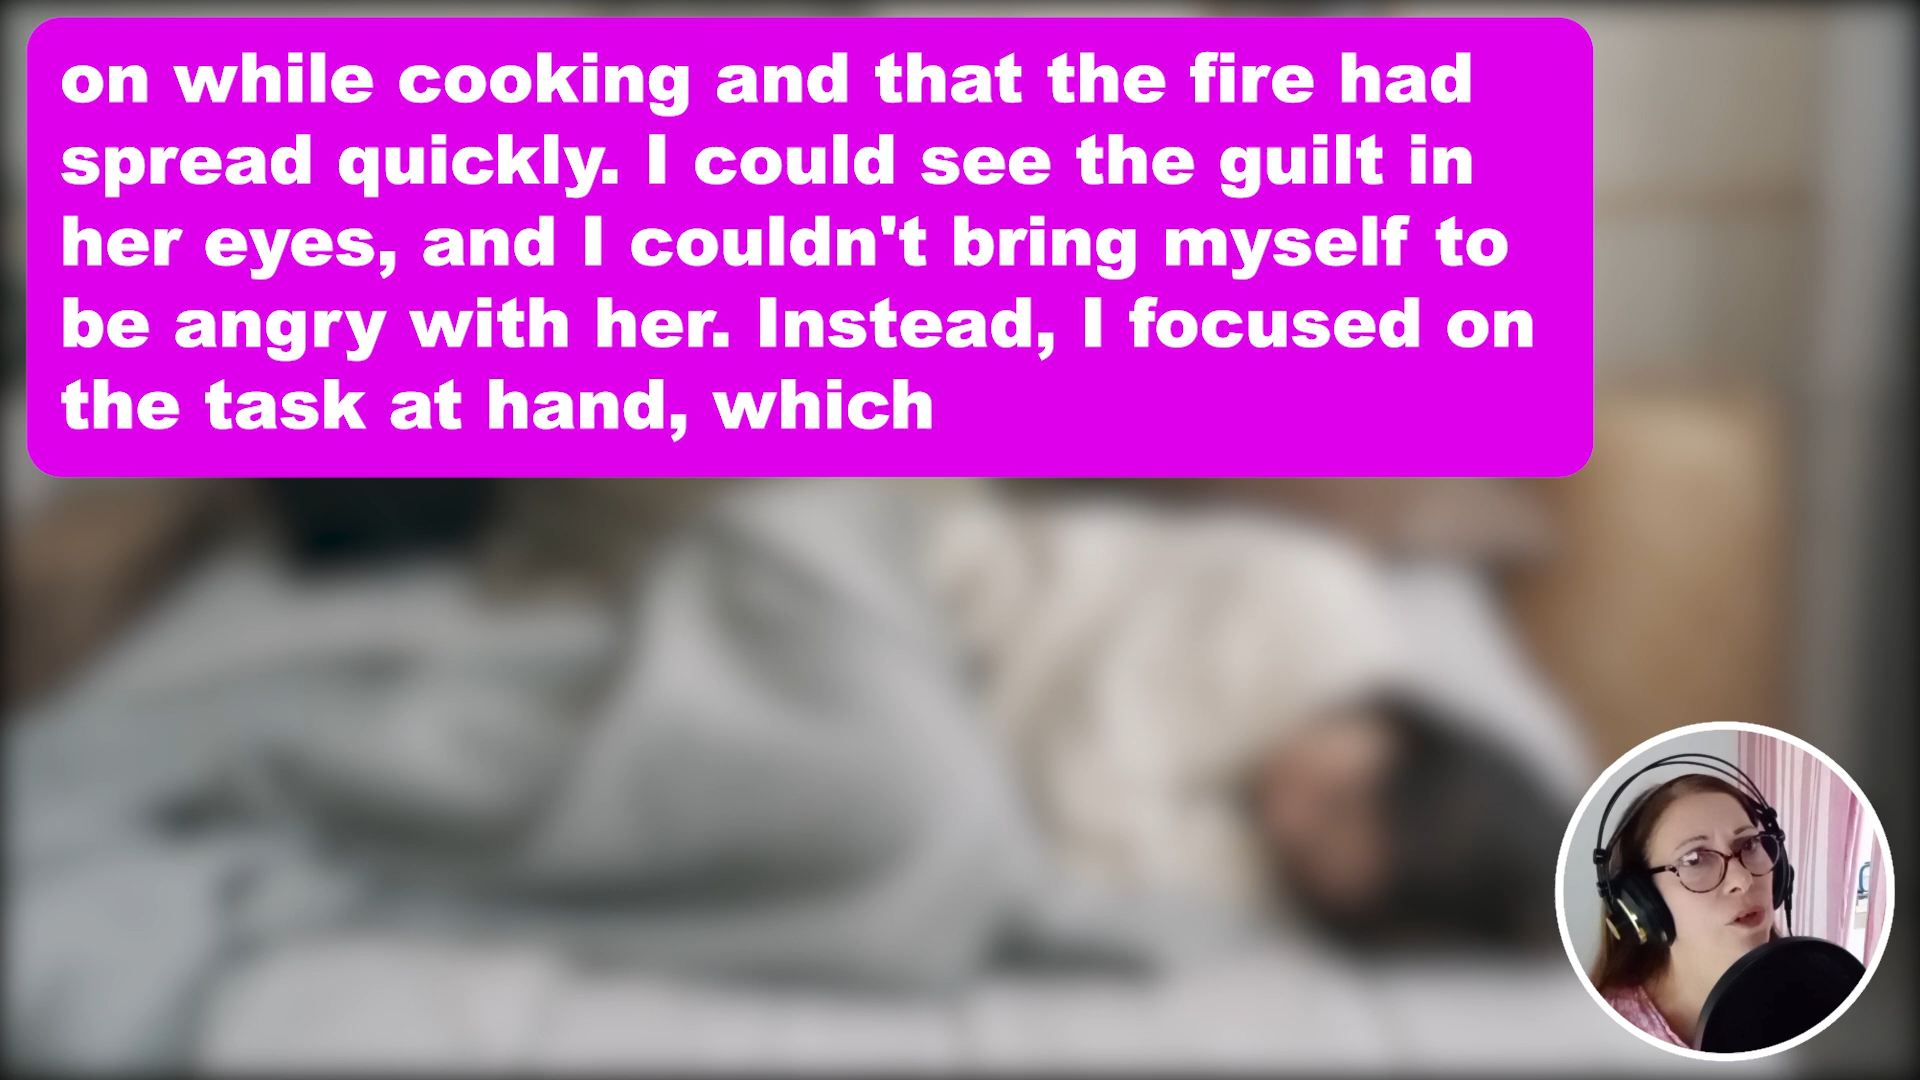 on while cooking and that the fire had
spread quickly. I could see the guilt in
her eyes, and I couldn't bring myself to
be angry with her. Instead, I focused on
the task at hand, which